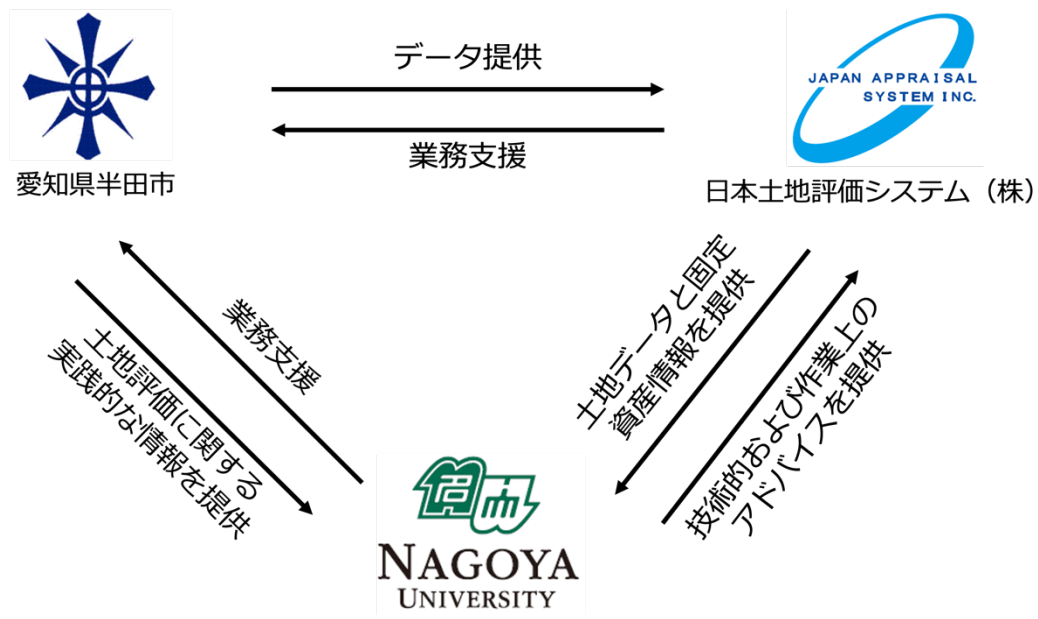 データ提供
JAPAN APPRAISAL
SYSTEM INC.
業務支援
愛知県半田市
日本土地評価システム（株）
業務支援
土地評価に関する
実践的な情報を提供
土地データと固定
資産情報を提供
技術的および作業上の
アドバイスを提供
名大
NAGOYA
UNIVERSITY